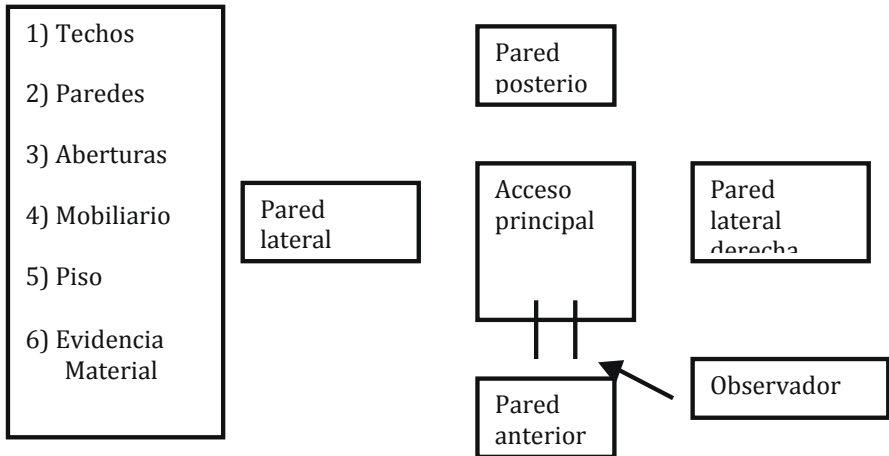 1) Techos
2) Paredes
3) Aberturas
4) Mobiliario
5) Piso
6) Evidencia
Material
Pared
posterio
Pared
lateral
Acceso
principal
Pared
lateral
derecha
Pared
anterior
Observador